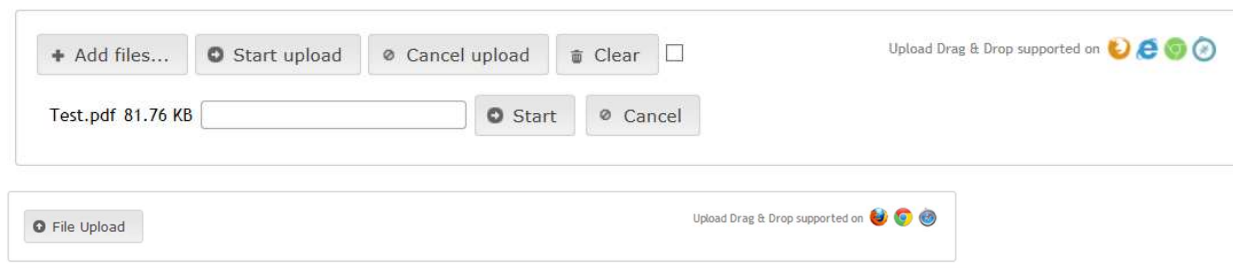 Add files... Start upload Cancel upload Clear Upload Drag & Drop supported on
Test.pdf 81.76 KB Start Cancel
File Upload Upload Drag & Drop supported on